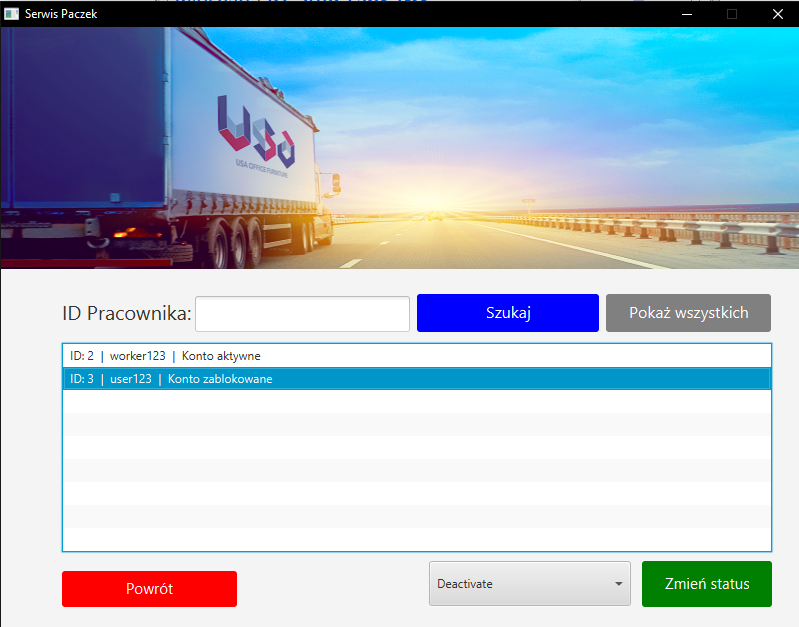 Serwis Paczek
USA
USA OFFICE FURNITURE
ID Pracownika:
Szukaj
Pokaż wszystkich
ID: 2 | worker123 | Konto aktywne
ID: 3 | user123 | Konto zablokowane
Powrót
Deactivate
Zmień status